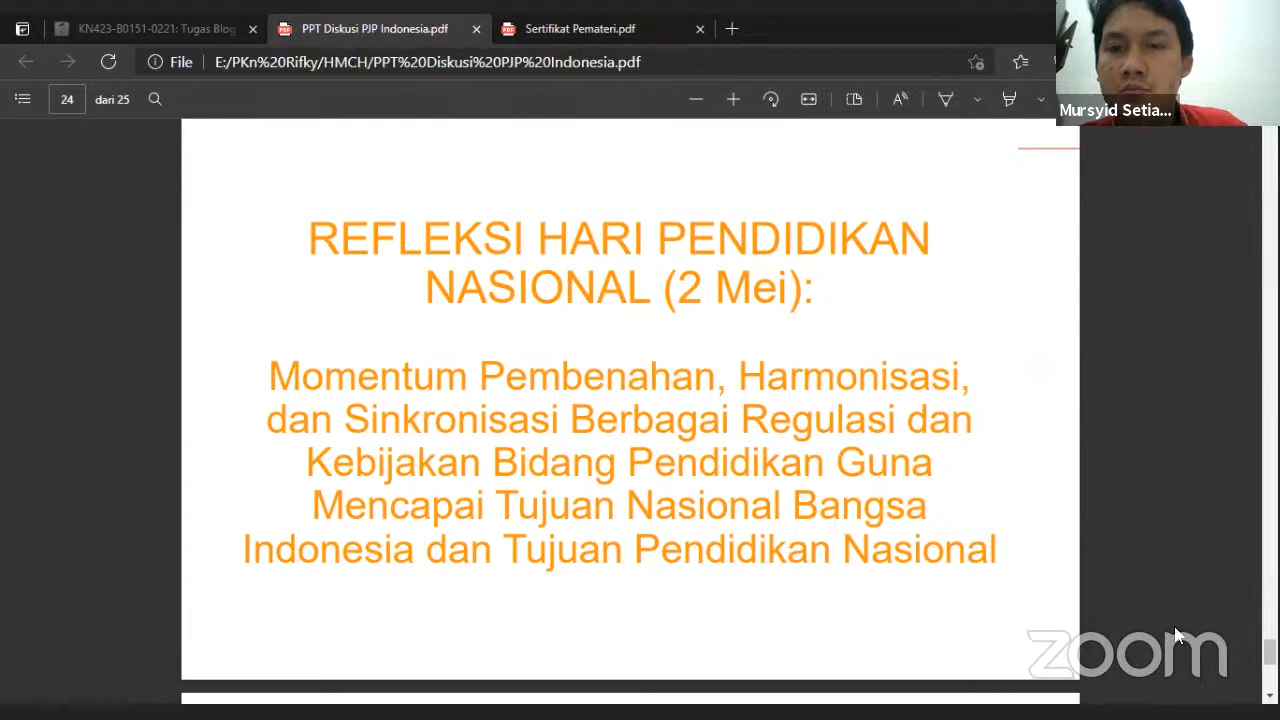 KN423-B0151-0221: Tugas Blog
PPT Diskusi PJP Indonesia.pdf
Sertifikat Pemateri.pdf
File
E:/PKn%20Rifky/HMCH/PPT%20Diskusi%20PJP%20Indonesia.pdf
24 dari 25
Mursyid Setia...
REFLEKSI HARI PENDIDIKAN
NASIONAL (2 Mei):
Momentum Pembenahan, Harmonisasi,
dan Sinkronisasi Berbagai Regulasi dan
Kebijakan Bidang Pendidikan Guna
Mencapai Tujuan Nasional Bangsa
Indonesia dan Tujuan Pendidikan Nasional
zoom